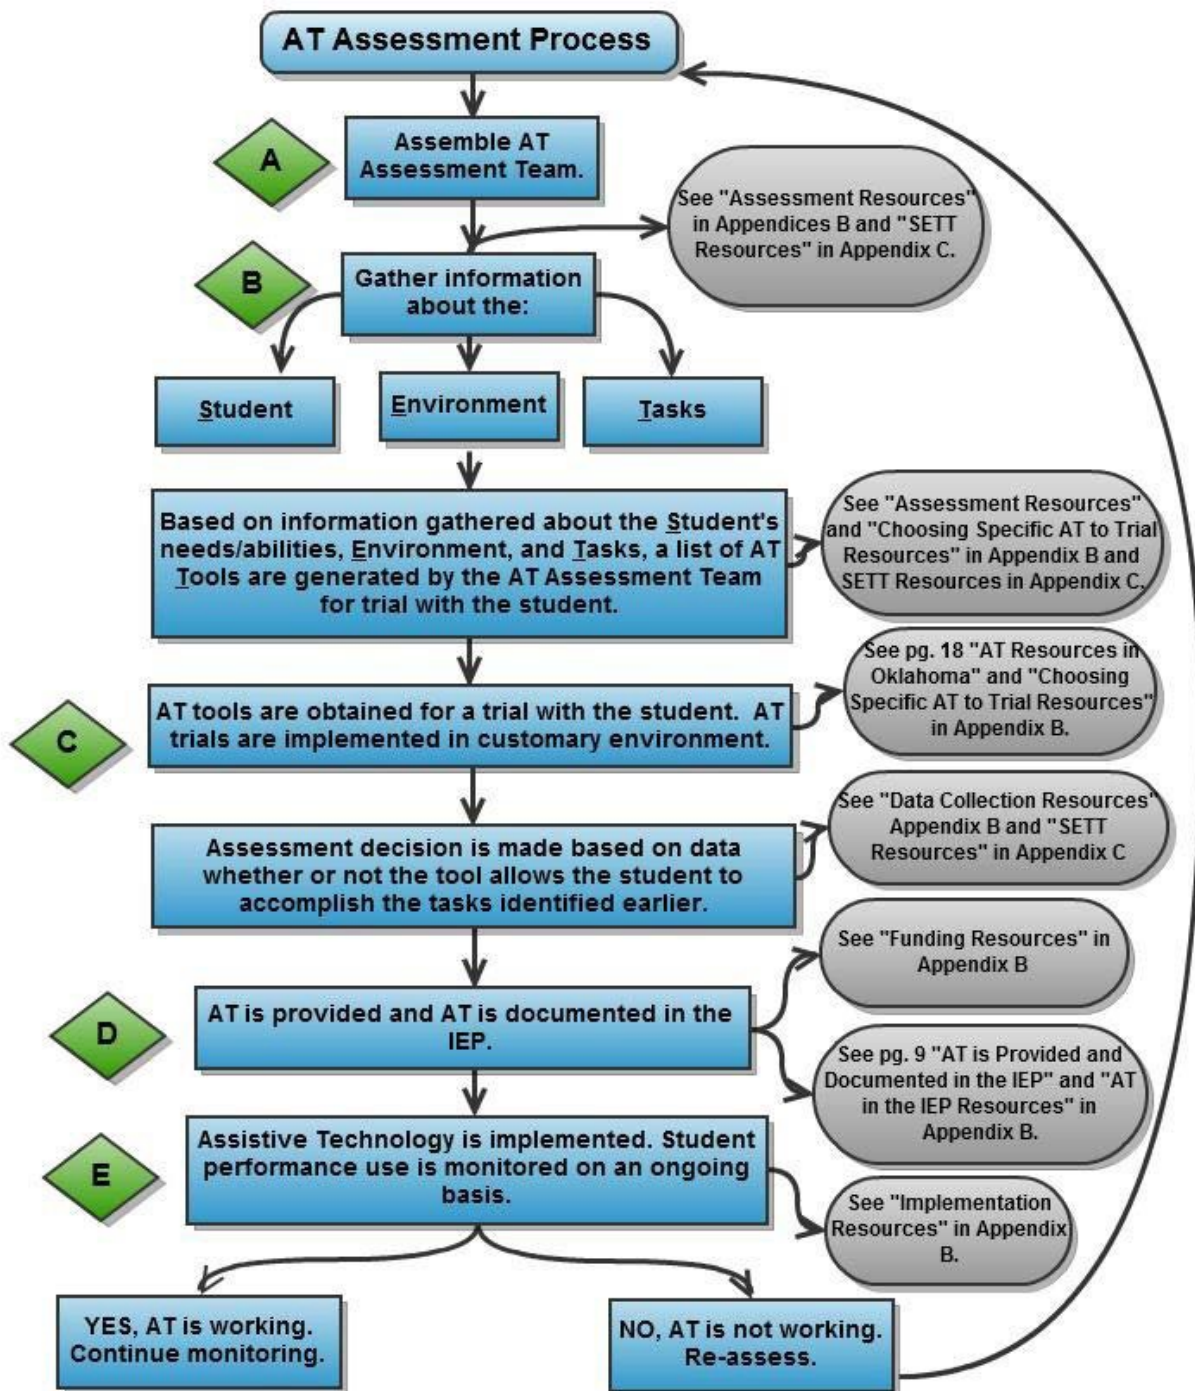 AT Assessment Process
A
Assemble AT
Assessment Team.
See "Assessment Resources"
in Appendices B and "SETT
Resources" in Appendix C.
B
Gather information
about the:
Student
Environment
Tasks
Based on information gathered about the Student's
needs/abilities, Environment, and Tasks, a list of AT
Tools are generated by the AT Assessment Team
for trial with the student.
See "Assessment Resources"
and "Choosing Specific AT to Trial
Resources" in Appendix B and
SETT Resources in Appendix C.
C
AT tools are obtained for a trial with the student. AT
trials are implemented in customary environment.
See pg. 18 "AT Resources in
Oklahoma" and "Choosing
Specific AT to Trial Resources"
in Appendix B.
Assessment decision is made based on data
whether or not the tool allows the student to
accomplish the tasks identified earlier.
See "Data Collection Resources"
Appendix B and "SETT
Resources" in Appendix C
D
AT is provided and AT is documented in the
IEP.
See "Funding Resources" in
Appendix B
See pg. 9 "AT is Provided and
Documented in the IEP" and "AT
in the IEP Resources" in
Appendix B.
E
Assistive Technology is implemented. Student
performance use is monitored on an ongoing
basis.
See "Implementation
Resources" in Appendix
B.
YES, AT is working.
Continue monitoring.
NO, AT is not working.
Re-assess.